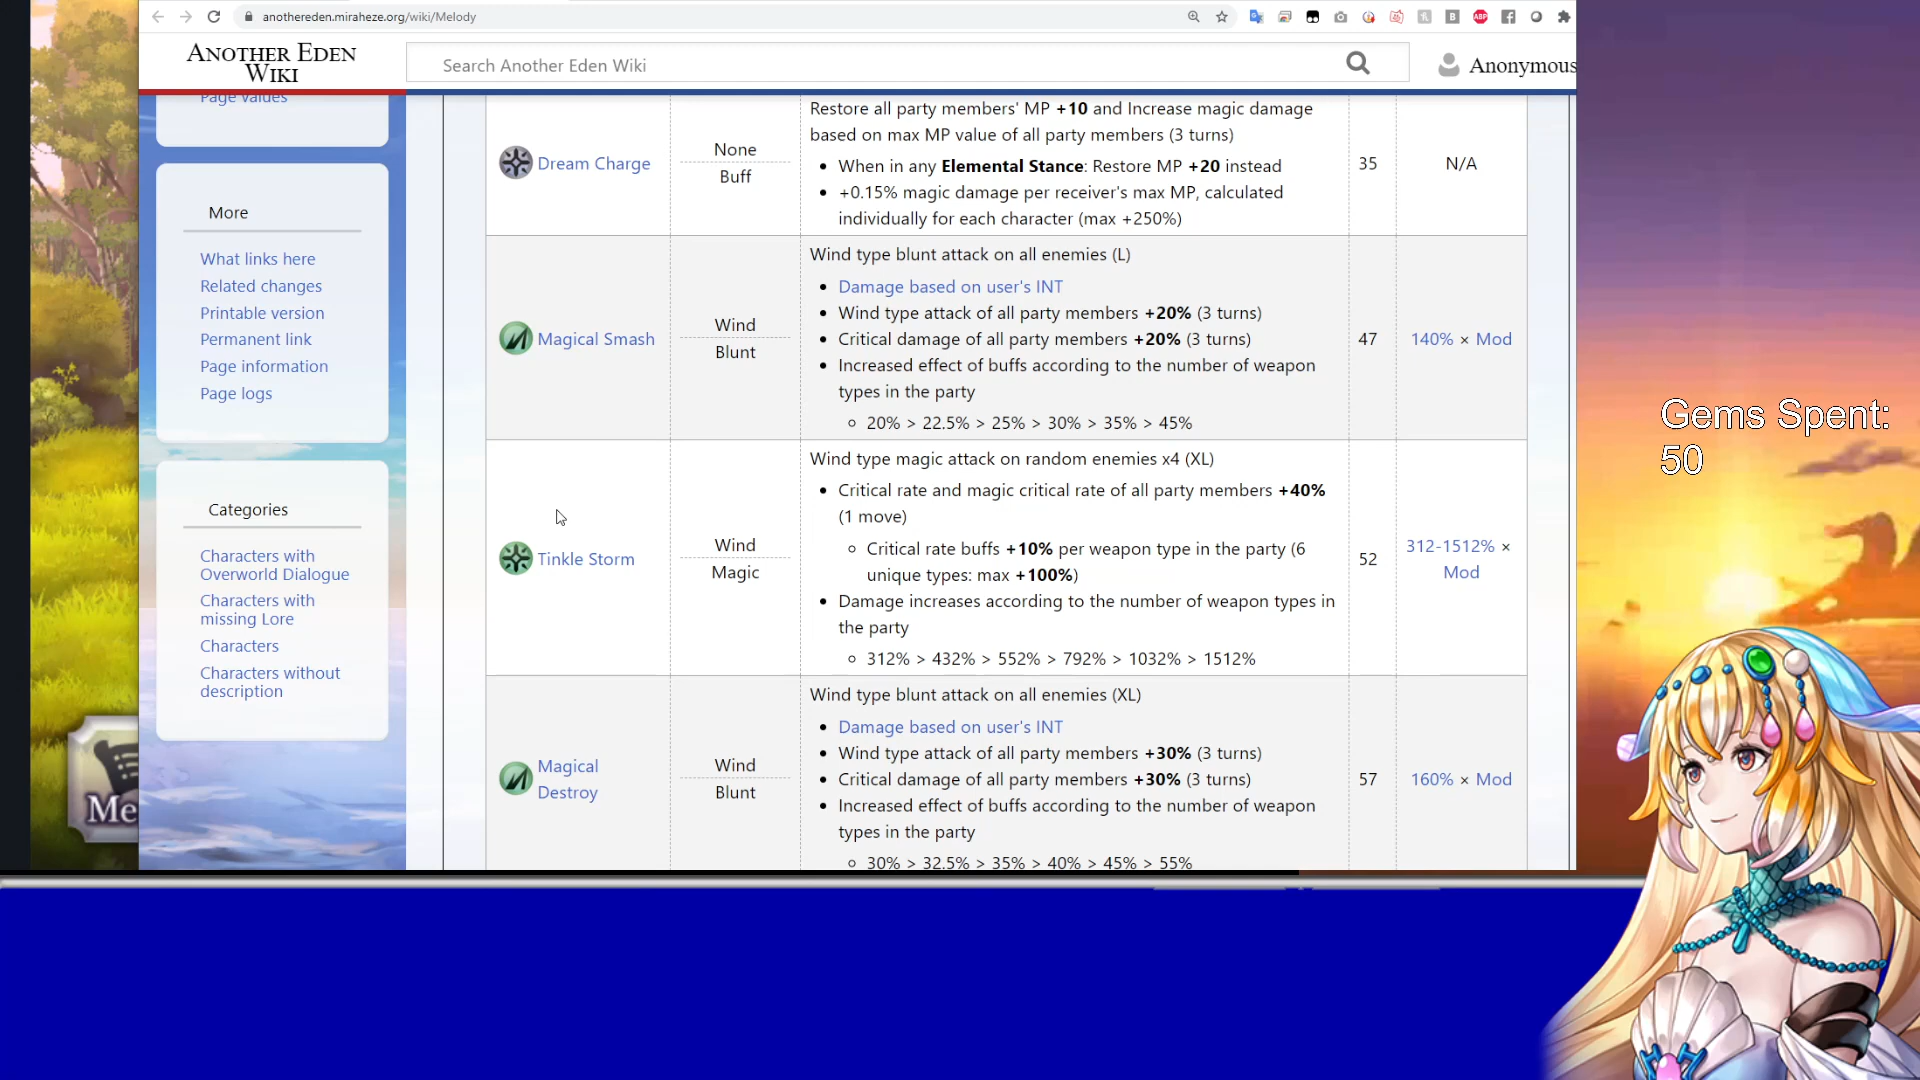 anothereden.miraheze.org/wiki/Melody
ANOTHER EDEN
WIKI
Search Another Eden Wiki
Anonymous
Page values
More
What links here
Related changes
Printable version
Permanent link
Page information
Page logs
Categories
Characters with
Overworld Dialogue
Characters with
missing Lore
Characters
Characters without
description
Dream Charge
None
Buff
Restore all party members' MP +10 and Increase magic damage
based on max MP value of all party members (3 turns)
• When in any Elemental Stance: Restore MP +20 instead
• +0.15% magic damage per receiver's max MP, calculated
individually for each character (max +250%)
35
N/A
Magical Smash
Wind
Blunt
Wind type blunt attack on all enemies (L)
• Damage based on user's INT
• Wind type attack of all party members +20% (3 turns)
• Critical damage of all party members +20% (3 turns)
• Increased effect of buffs according to the number of weapon
types in the party
20% > 22.5% > 25% > 30% > 35% > 45%
47
140% × Mod
Tinkle Storm
Wind
Magic
Wind type magic attack on random enemies x4 (XL)
• Critical rate and magic critical rate of all party members +40%
(1 move)
Critical rate buffs +10% per weapon type in the party (6
unique types: max +100%)
• Damage increases according to the number of weapon types in
the party
312% > 432% > 552% > 792% > 1032% > 1512%
52
312-1512% ×
Mod
Magical
Destroy
Wind
Blunt
Wind type blunt attack on all enemies (XL)
• Damage based on user's INT
• Wind type attack of all party members +30% (3 turns)
• Critical damage of all party members +30% (3 turns)
• Increased effect of buffs according to the number of weapon
types in the party
30% > 32.5% > 35% > 40% > 45% > 55%
57
160% × Mod
Gems Spent:
50